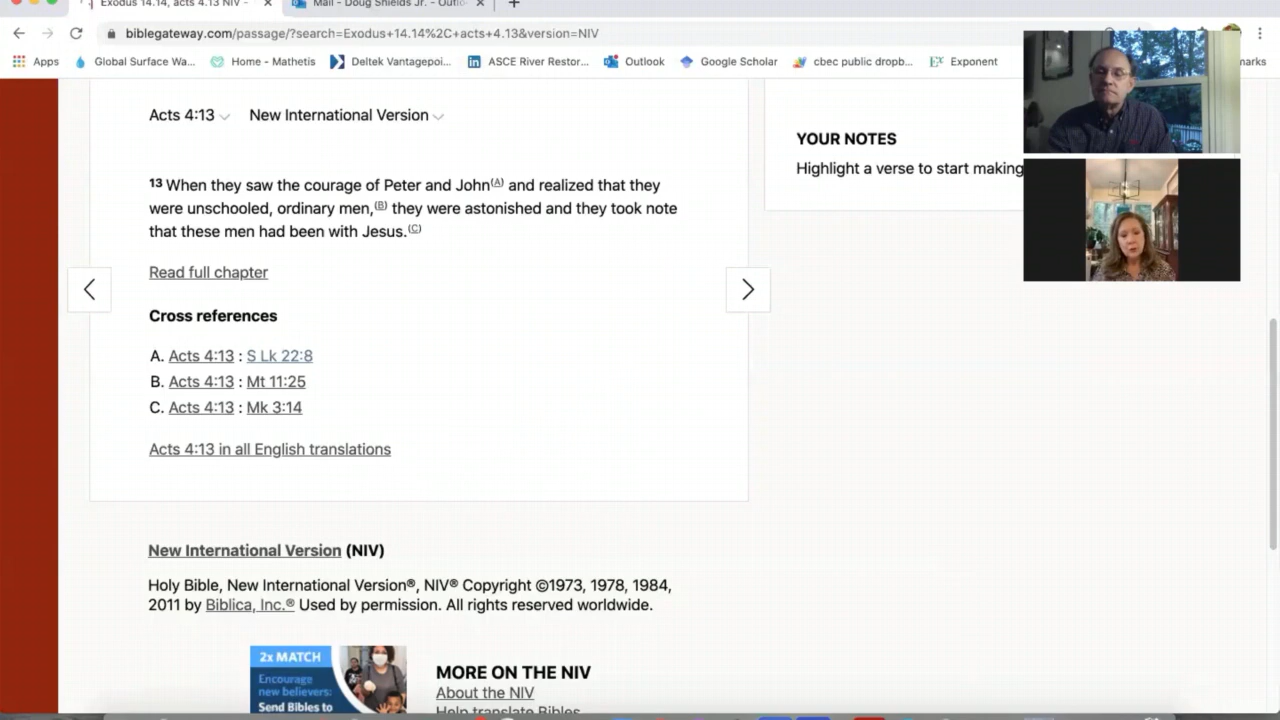 Exodus 14.14, acts 4.13 NIV -
Mail - Doug Shields Jr. - Outlo
biblegateway.com/passage/?search=Exodus+14.14%2C+acts+4.13&version=NIV
Apps Global Surface Wa... Home - Mathetis Deltek Vantagepoi... ASCE River Restor... Outlook Google Scholar cbec public dropb... Exponent marks
Acts 4:13 New International Version
YOUR NOTES
Highlight a verse to start making
13 When they saw the courage of Peter and John(A) and realized that they
were unschooled, ordinary men,(B) they were astonished and they took note
that these men had been with Jesus.(C)
Read full chapter
Cross references
A. Acts 4:13 : S Lk 22:8
B. Acts 4:13 : Mt 11:25
C. Acts 4:13 : Mk 3:14
Acts 4:13 in all English translations
New International Version (NIV)
Holy Bible, New International Version®, NIV® Copyright ©1973, 1978, 1984,
2011 by Biblica, Inc.® Used by permission. All rights reserved worldwide.
2x MATCH
Encourage
new believers:
Send Bibles to
MORE ON THE NIV
About the NIV
Help translate Bibles